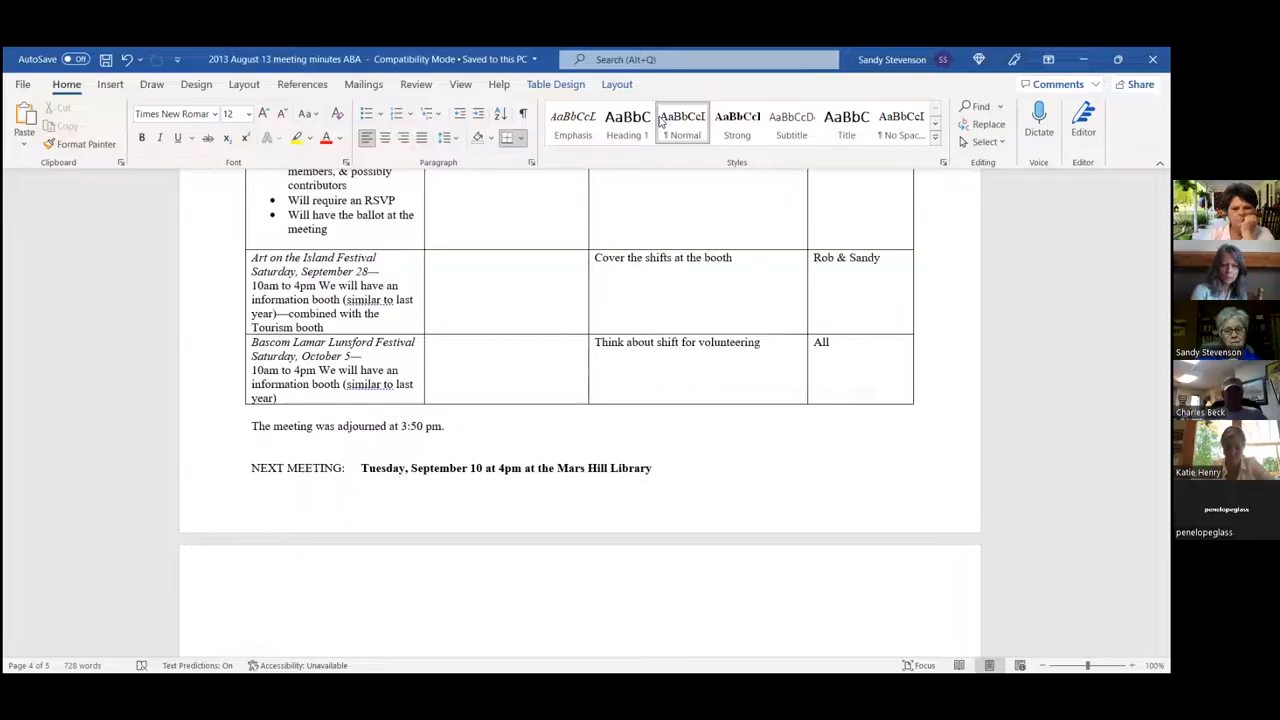 AutoSave Off 2013 August 13 meeting minutes ABA - Compatibility Mode • Saved to this PC Search (Alt+Q) Sandy Stevenson SS
File Home Insert Draw Design Layout References Mailings Review View Help Table Design Layout Comments Share
Cut
Copy
Paste
Format Painter
Times New Roman 12
Clipboard Font Paragraph
AaBbCcL AaBbC AaBbCcI AaBbCcI AaBbCcD AaBbC AaBbCcI
Emphasis Heading 1 ¶ Normal Strong Subtitle Title ¶ No Spac...
Styles
Find
Replace
Select
Editing
Dictate
Voice
Editor
Editor
members, & possibly
contributors
• Will require an RSVP
• Will have the ballot at the
meeting
Art on the Island Festival Cover the shifts at the booth Rob & Sandy
Saturday, September 28—
10am to 4pm We will have an
information booth (similar to last
year)—combined with the
Tourism booth
Bascom Lamar Lunsford Festival Think about shift for volunteering All
Saturday, October 5—
10am to 4pm We will have an
information booth (similar to last
year)
The meeting was adjourned at 3:50 pm.
NEXT MEETING: Tuesday, September 10 at 4pm at the Mars Hill Library
Sandy Stevenson
Charles Beck
Katie Henry
penelopeglass
penelopeglass
Page 4 of 5 728 words Text Predictions: On Accessibility: Unavailable Focus 100%